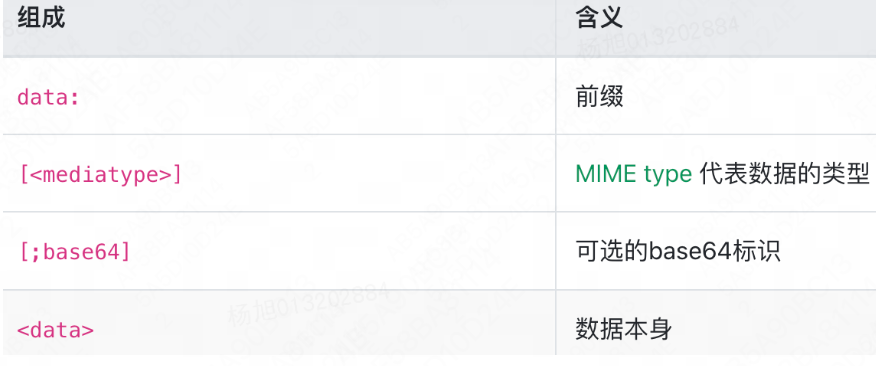 组成 含义
data: 前缀
[<mediatype>] MIME type 代表数据的类型
[;base64] 可选的base64标识
<data> 数据本身
杨旭013202884
杨旭013202884